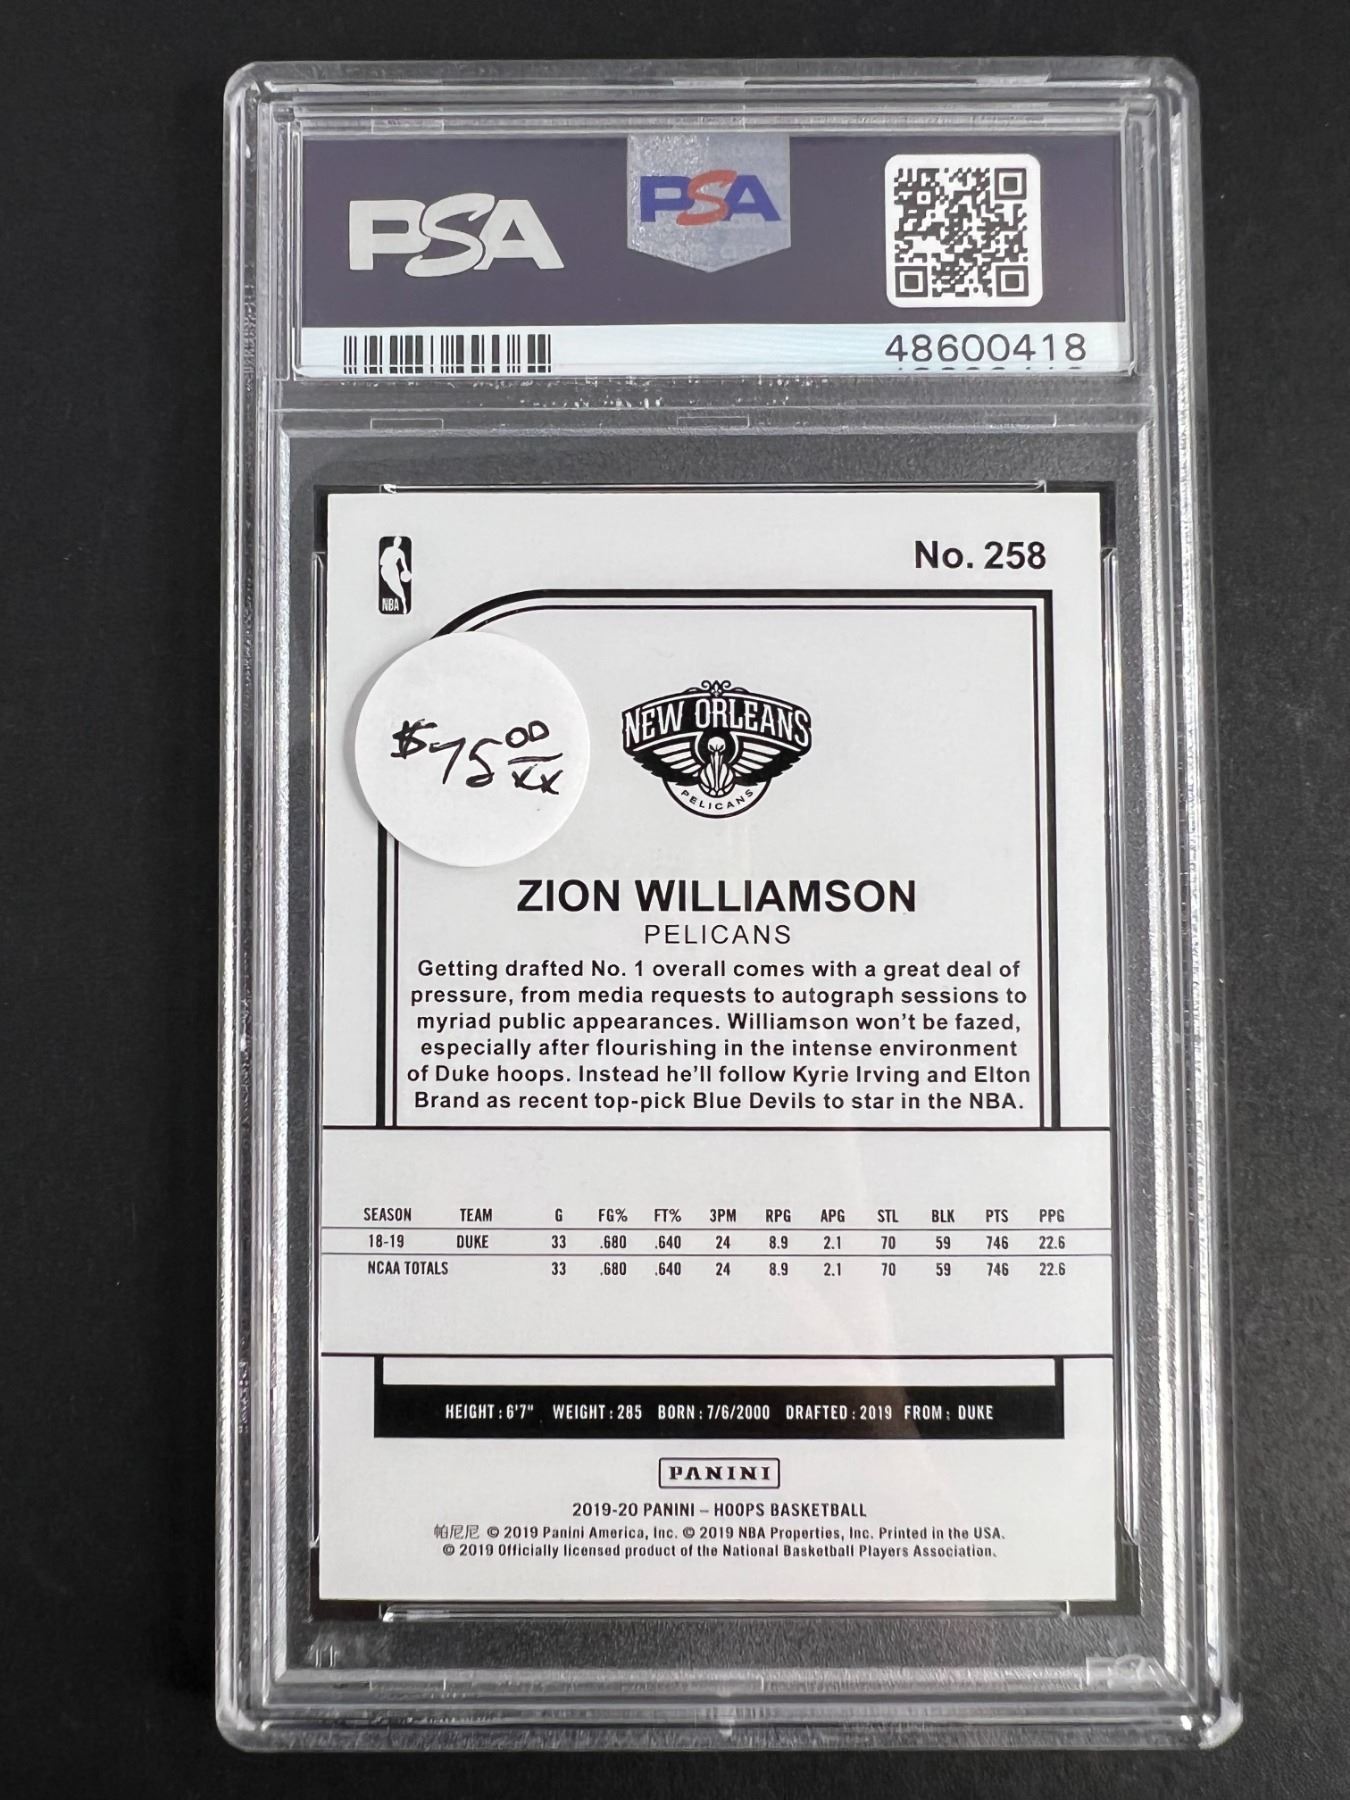 PSA
PSA
48600418
No. 258
NBA
$75 00/xx
NEW ORLEANS
PELICANS
ZION WILLIAMSON
PELICANS
Getting drafted No. 1 overall comes with a great deal of
pressure, from media requests to autograph sessions to
myriad public appearances. Williamson won't be fazed,
especially after flourishing in the intense environment
of Duke hoops. Instead he'll follow Kyrie Irving and Elton
Brand as recent top-pick Blue Devils to star in the NBA.
SEASON TEAM G FG% FT% 3PM RPG APG STL BLK PTS PPG
18-19 DUKE 33 .680 .640 24 8.9 2.1 70 59 746 22.6
NCAA TOTALS 33 .680 .640 24 8.9 2.1 70 59 746 22.6
HEIGHT: 6'7" WEIGHT: 285 BORN: 7/6/2000 DRAFTED: 2019 FROM: DUKE
PANINI
2019-20 PANINI – HOOPS BASKETBALL
帕尼尼 © 2019 Panini America, Inc. © 2019 NBA Properties, Inc. Printed in the USA.
© 2019 Officially licensed product of the National Basketball Players Association.
PSA